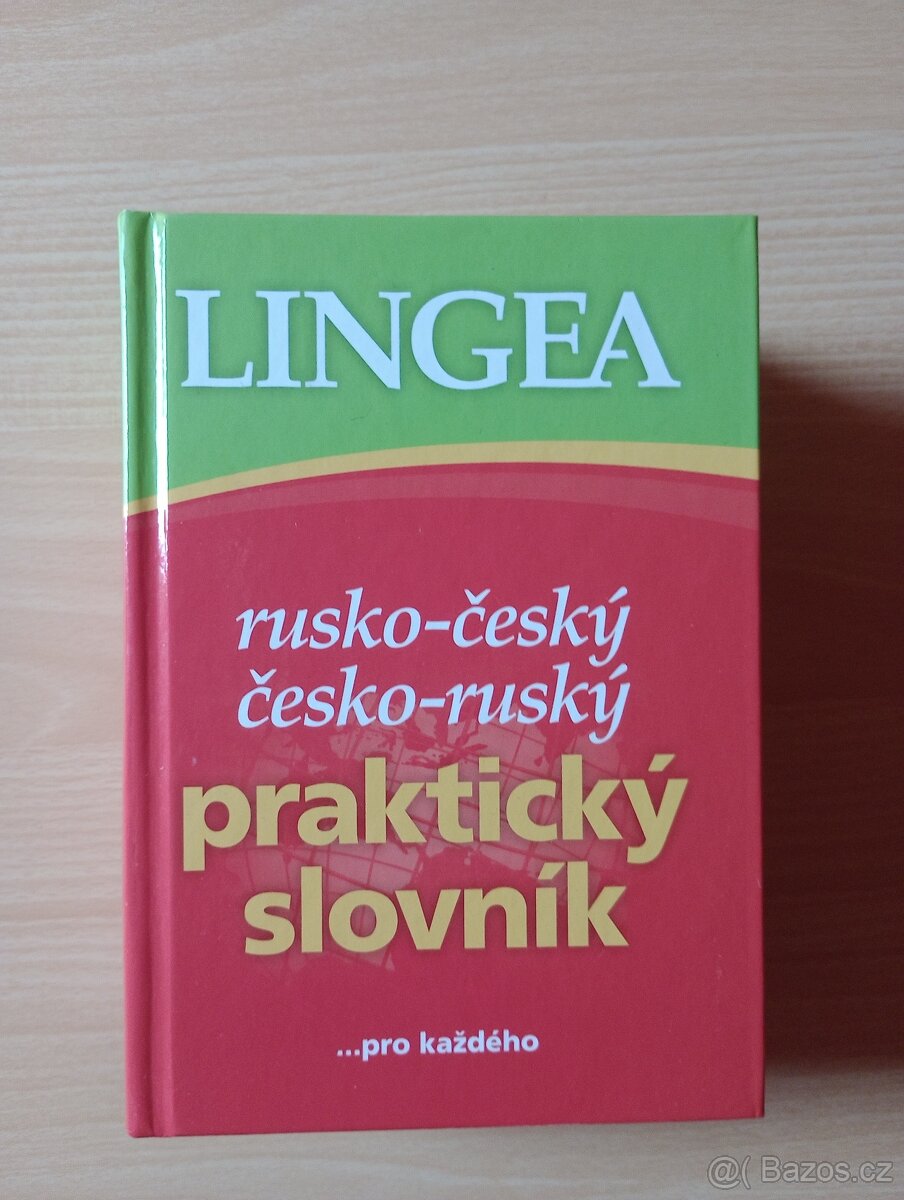 LINGEA
rusko-český
česko-ruský
praktický
slovník
...pro každého
@( Bazos.cz